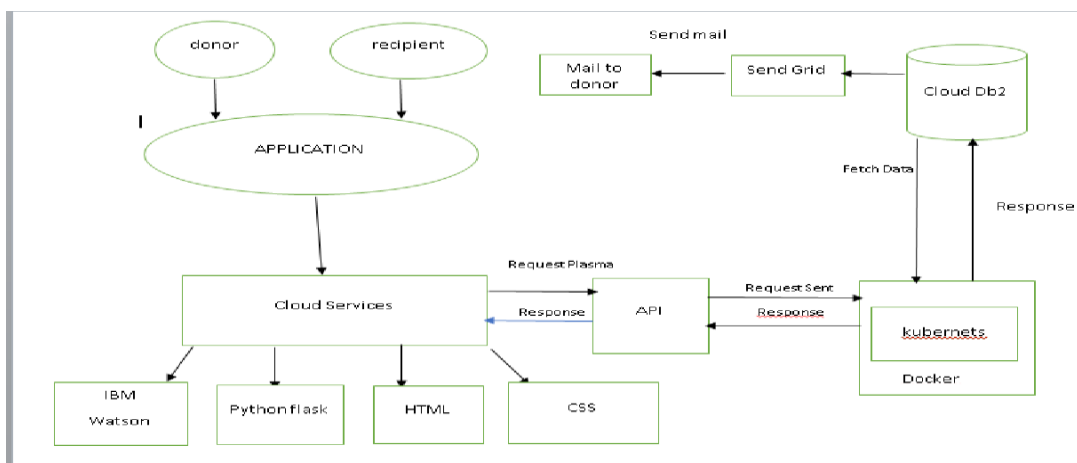 donor
recipient
Send mail
Mail to
donor
Send Grid
Cloud Db2
APPLICATION
Fetch Data
Response
Request Plasma
Cloud Services
Response
API
Request Sent
Response
kubernets
Docker
IBM
Watson
Python flask
HTML
CSS